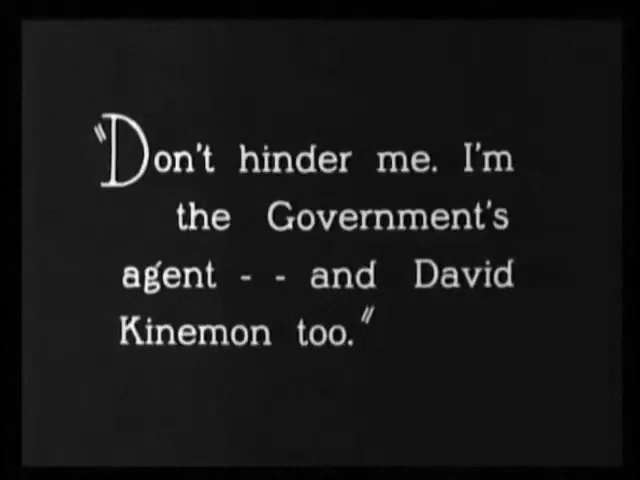 "Don't hinder me. I'm
the Government's
agent - - and David
Kinemon too."